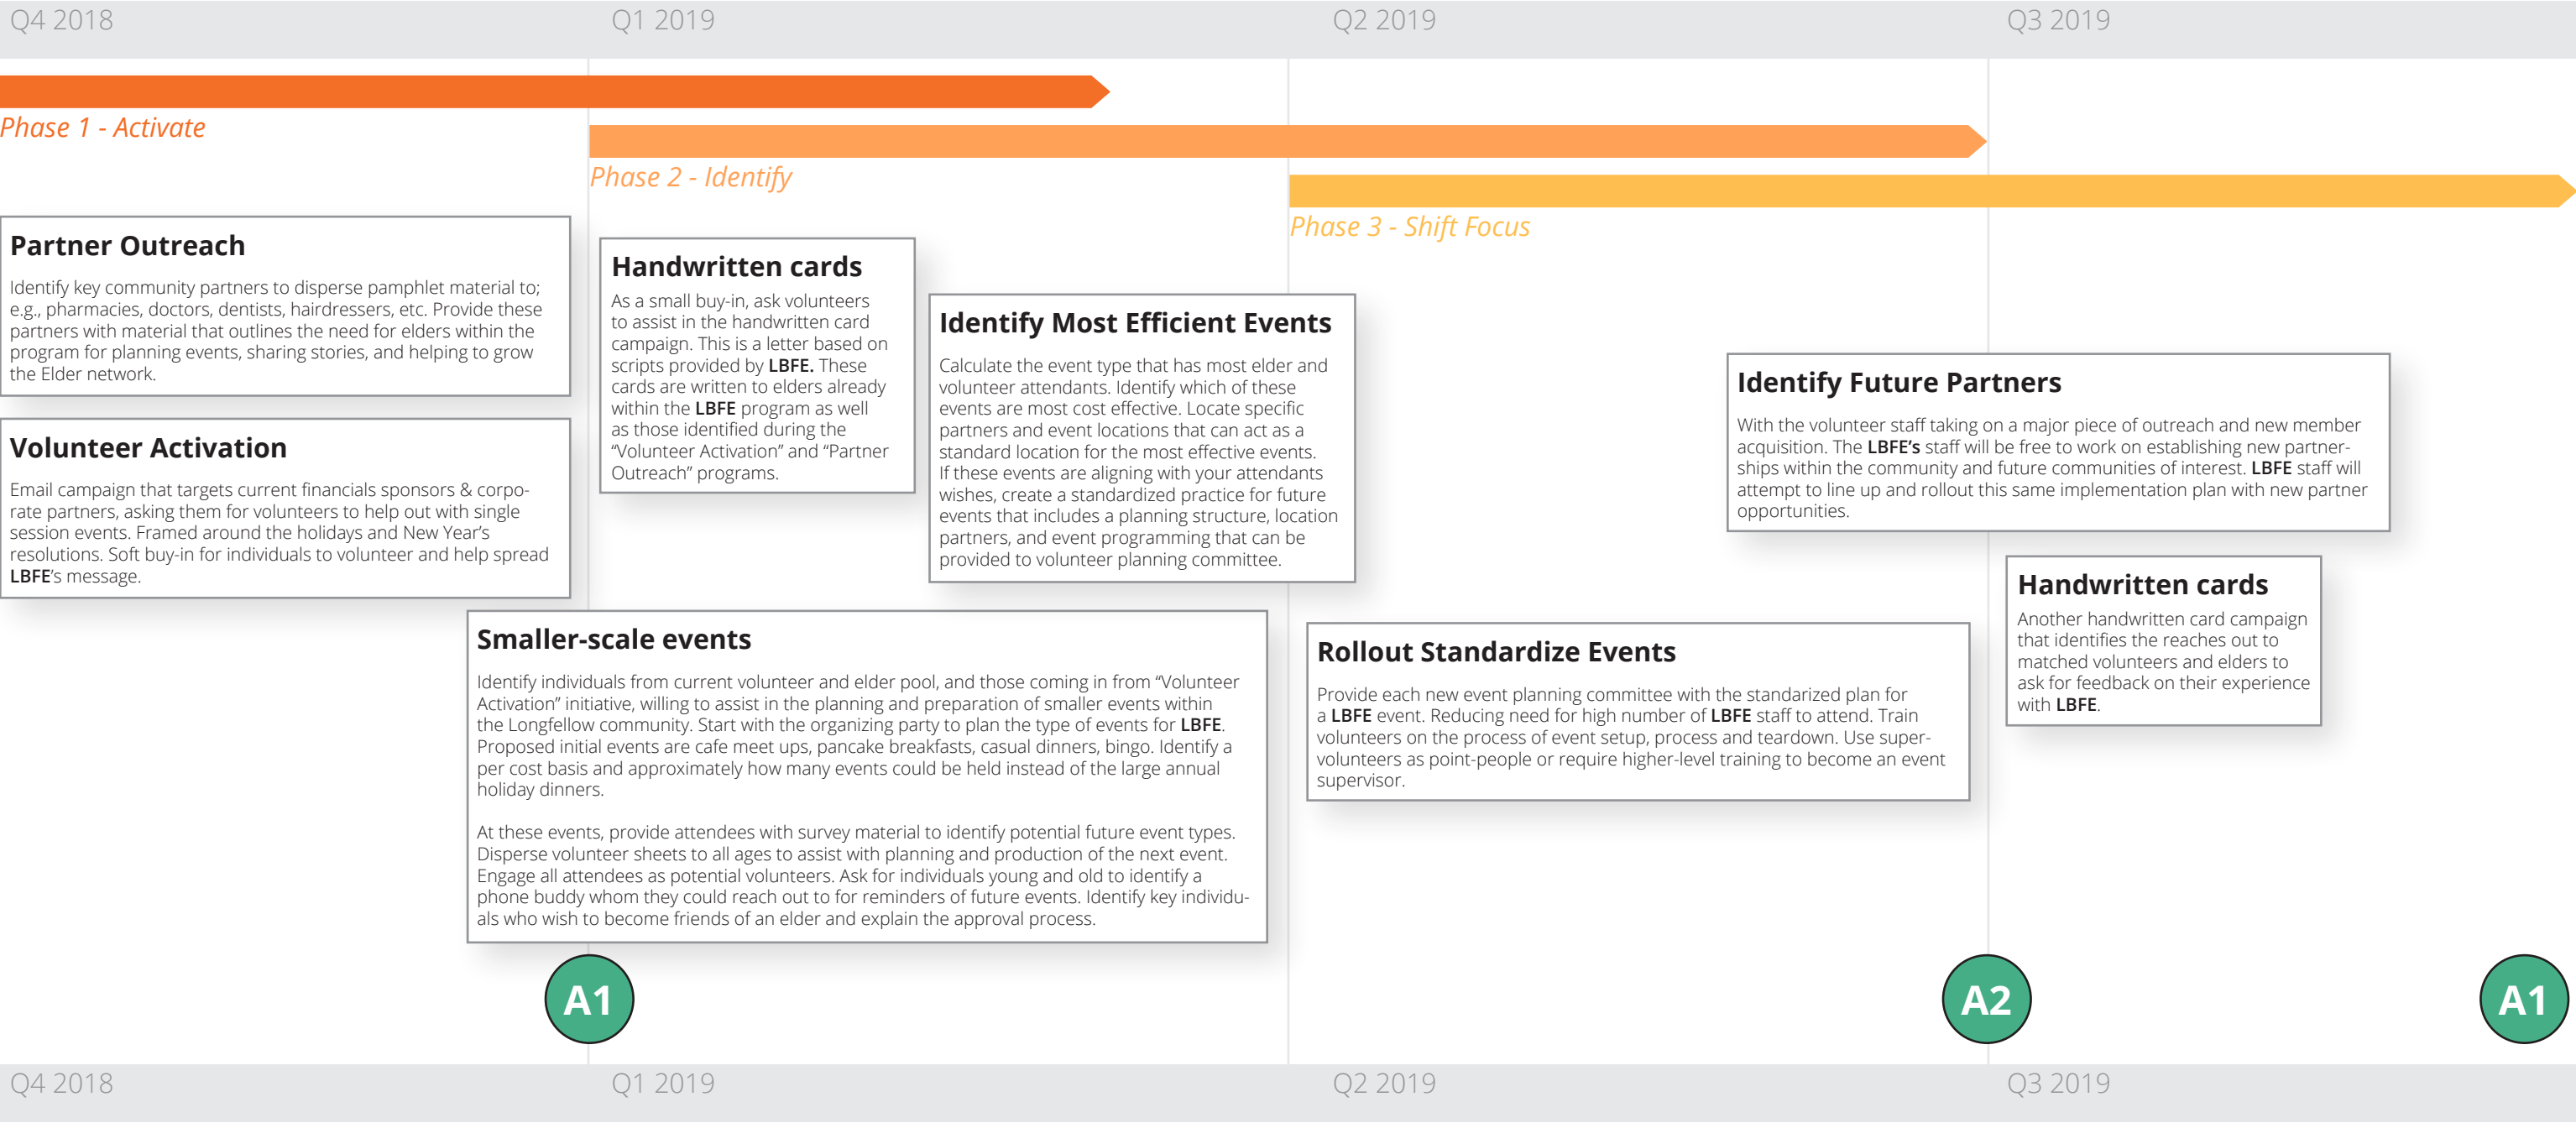 Q4 2018
Q1 2019
Q2 2019
Q3 2019
Phase 1 - Activate
Phase 2 - Identify
Phase 3 - Shift Focus
Partner Outreach
Identify key community partners to disperse pamphlet material to;
e.g., pharmacies, doctors, dentists, hairdressers, etc. Provide these
partners with material that outlines the need for elders within the
program for planning events, sharing stories, and helping to grow
the Elder network.
Volunteer Activation
Email campaign that targets current financials sponsors & corpo-
rate partners, asking them for volunteers to help out with single
session events. Framed around the holidays and New Year's
resolutions. Soft buy-in for individuals to volunteer and help spread
LBFE's message.
Handwritten cards
As a small buy-in, ask volunteers
to assist in the handwritten card
campaign. This is a letter based on
scripts provided by LBFE. These
cards are written to elders already
within the LBFE program as well
as those identified during the
“Volunteer Activation” and “Partner
Outreach” programs.
Identify Most Efficient Events
Calculate the event type that has most elder and
volunteer attendants. Identify which of these
events are most cost effective. Locate specific
partners and event locations that can act as a
standard location for the most effective events.
If these events are aligning with your attendants
wishes, create a standardized practice for future
events that includes a planning structure, location
partners, and event programming that can be
provided to volunteer planning committee.
Smaller-scale events
Identify individuals from current volunteer and elder pool, and those coming in from “Volunteer
Activation” initiative, willing to assist in the planning and preparation of smaller events within
the Longfellow community. Start with the organizing party to plan the type of events for LBFE.
Proposed initial events are cafe meet ups, pancake breakfasts, casual dinners, bingo. Identify a
per cost basis and approximately how many events could be held instead of the large annual
holiday dinners.
At these events, provide attendees with survey material to identify potential future event types.
Disperse volunteer sheets to all ages to assist with planning and production of the next event.
Engage all attendees as potential volunteers. Ask for individuals young and old to identify a
phone buddy whom they could reach out to for reminders of future events. Identify key individu-
als who wish to become friends of an elder and explain the approval process.
Identify Future Partners
With the volunteer staff taking on a major piece of outreach and new member
acquisition. The LBFE's staff will be free to work on establishing new partner-
ships within the community and future communities of interest. LBFE staff will
attempt to line up and rollout this same implementation plan with new partner
opportunities.
Rollout Standardize Events
Provide each new event planning committee with the standarized plan for
a LBFE event. Reducing need for high number of LBFE staff to attend. Train
volunteers on the process of event setup, process and teardown. Use super-
volunteers as point-people or require higher-level training to become an event
supervisor.
Handwritten cards
Another handwritten card campaign
that identifies the reaches out to
matched volunteers and elders to
ask for feedback on their experience
with LBFE.
A1
A2
A1
Q4 2018
Q1 2019
Q2 2019
Q3 2019